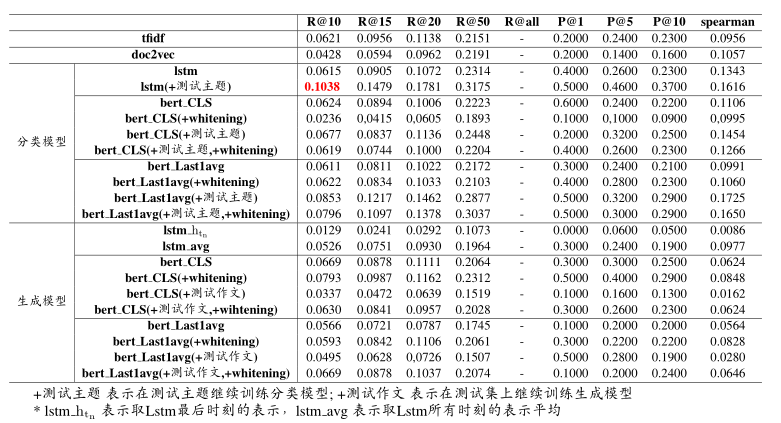 R@10 R@15 R@20 R@50 R@all P@1 P@5 P@10 spearman
tfidf 0.0621 0.0956 0.1138 0.2151 - 0.2000 0.2400 0.2300 0.0956
doc2vec 0.0428 0.0594 0.0962 0.2191 - 0.2000 0.1400 0.1600 0.1057
分类模型
lstm 0.0615 0.0905 0.1072 0.2314 - 0.4000 0.2600 0.2300 0.1343
lstm(+测试主题) 0.1038 0.1479 0.1781 0.3175 - 0.5000 0.4600 0.3700 0.1616
bert_CLS 0.0624 0.0894 0.1006 0.2223 - 0.6000 0.2400 0.2200 0.1106
bert_CLS(+whitening) 0.0236 0,0415 0,0605 0.1893 - 0.1000 0,1000 0.0900 0,0995
bert_CLS(+测试主题) 0.0677 0.0837 0.1136 0.2448 - 0.2000 0.3200 0.2500 0.1454
bert_CLS(+测试主题,+whitening) 0.0619 0.0744 0.1000 0.2204 - 0.4000 0.2600 0.2300 0.1266
bert_Last1avg 0.0611 0.0811 0.1022 0.2172 - 0.3000 0.2400 0.2100 0.0991
bert_Last1avg(+whitening) 0.0622 0.0834 0.1033 0.2103 - 0.4000 0.2800 0.2300 0.1060
bert_Last1avg(+测试主题) 0.0853 0.1217 0.1462 0.2877 - 0.5000 0.3200 0.2900 0.1725
bert_Last1avg(+测试主题,+whitening) 0.0796 0.1097 0.1378 0.3037 - 0.5000 0.3000 0.2900 0.1650
生成模型
lstm_h_{t_n} 0.0129 0.0241 0.0292 0.1073 - 0.0000 0.0600 0.0500 0.0086
lstm_avg 0.0526 0.0751 0.0930 0.1964 - 0.3000 0.2400 0.1900 0.0977
bert_CLS 0.0669 0.0878 0.1111 0.2064 - 0.3000 0.3000 0.2500 0.0624
bert_CLS(+whitening) 0.0793 0.0987 0.1162 0.2312 - 0.5000 0.4000 0.2900 0.0848
bert_CLS(+测试作文) 0.0337 0.0472 0.0639 0.1519 - 0.1000 0.1600 0.1300 0.0162
bert_CLS(+测试作文,+wihtening) 0.0630 0.0841 0.0957 0.2028 - 0.3000 0.2600 0.2300 0.0624
bert_Last1avg 0.0566 0.0721 0.0787 0.1745 - 0.1000 0.2000 0.2000 0.0564
bert_Last1avg(+whitening) 0.0593 0.0842 0.1106 0.2061 - 0.3000 0.2200 0.2200 0.0828
bert_Last1avg(+测试作文) 0.0495 0.0628 0,0726 0.1507 - 0.5000 0.2800 0.1900 0.0280
bert_Last1avg(+测试作文,+whitening) 0.0669 0.0878 0.1037 0.2074 - 0.1000 0.2000 0.2400 0.0646
+测试主题 表示在测试主题继续训练分类模型; +测试作文 表示在测试集上继续训练生成模型
* lstm_h_{t_n} 表示取Lstm最后时刻的表示，lstm_avg 表示取Lstm所有时刻的表示平均